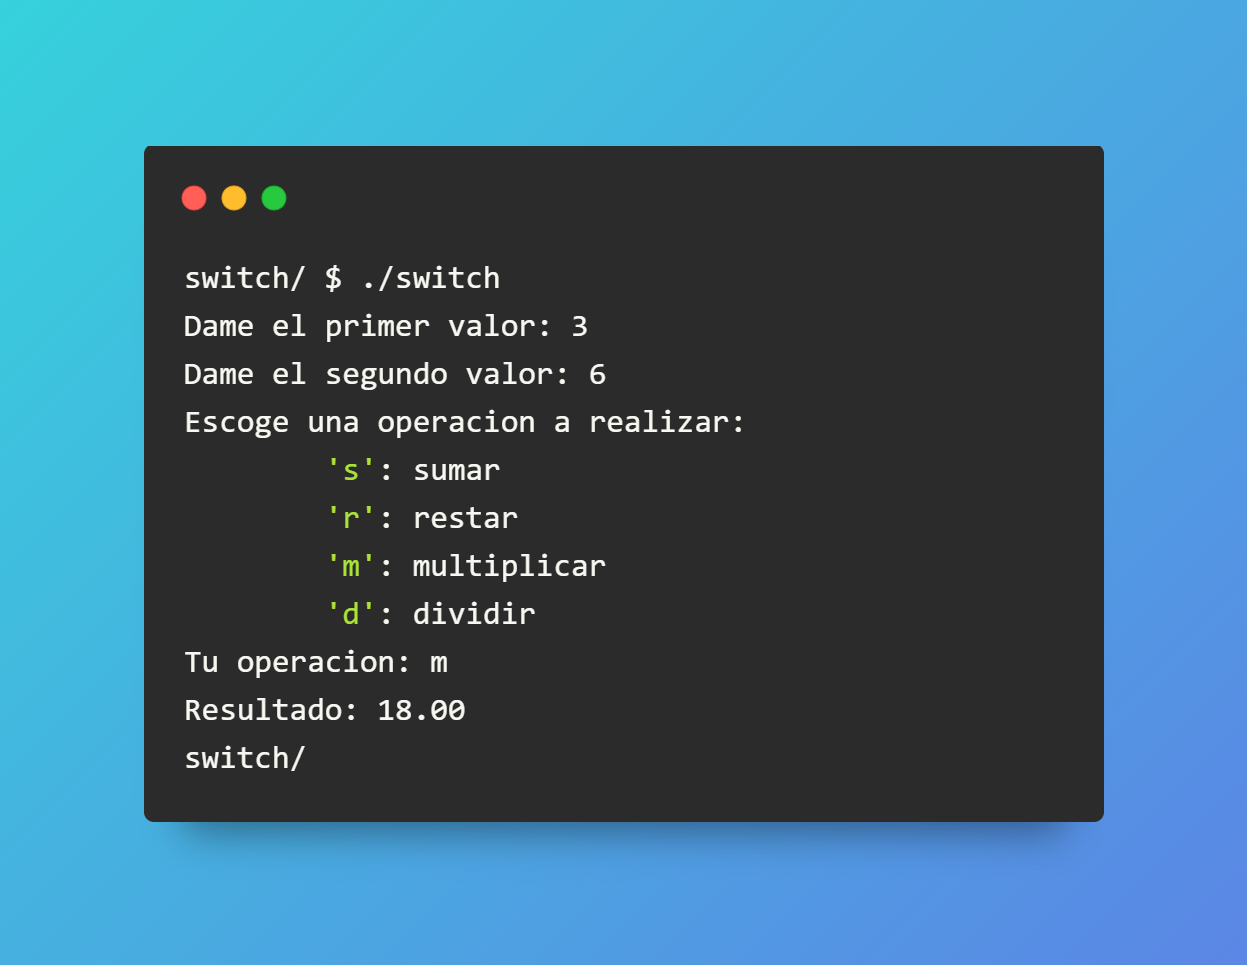 switch/ $ ./switch
Dame el primer valor: 3
Dame el segundo valor: 6
Escoge una operacion a realizar:
's': sumar
'r': restar
'm': multiplicar
'd': dividir
Tu operacion: m
Resultado: 18.00
switch/